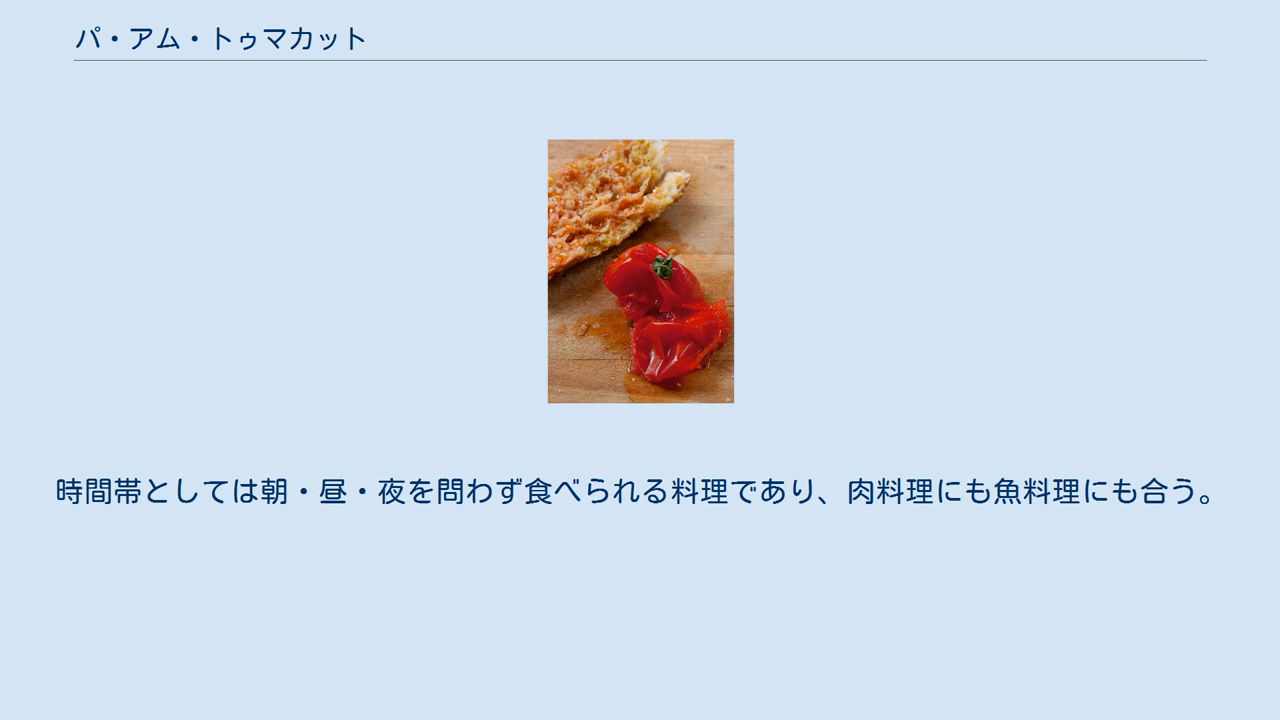 パ・アム・トゥマカット
時間帯としては朝・昼・夜を問わず食べられる料理であり、肉料理にも魚料理にも合う。